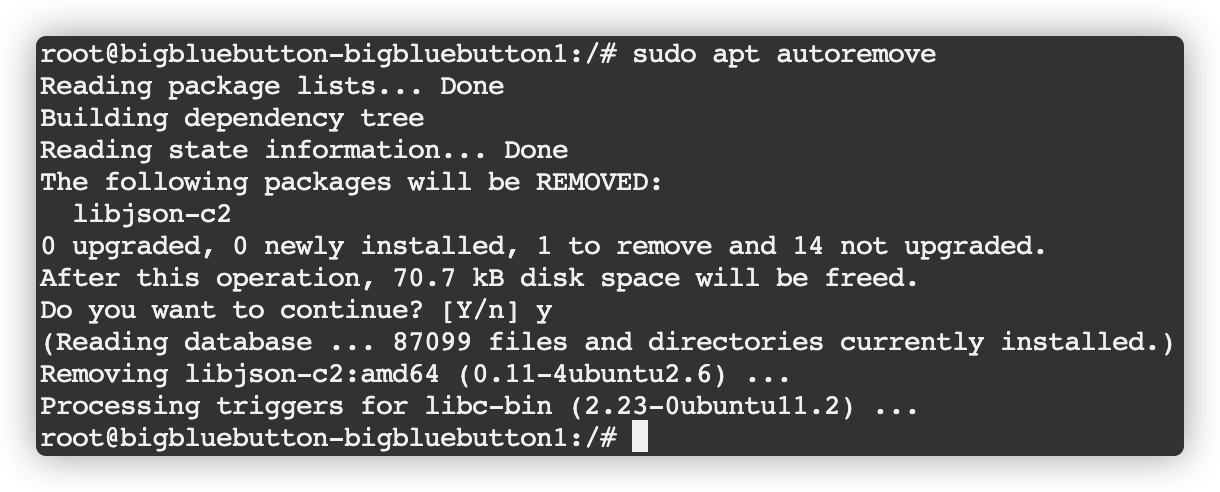 root@bigbluebutton-bigbluebutton1:/# sudo apt autoremove
Reading package lists... Done
Building dependency tree
Reading state information... Done
The following packages will be REMOVED:
  libjson-c2
0 upgraded, 0 newly installed, 1 to remove and 14 not upgraded.
After this operation, 70.7 kB disk space will be freed.
Do you want to continue? [Y/n] y
(Reading database ... 87099 files and directories currently installed.)
Removing libjson-c2:amd64 (0.11-4ubuntu2.6) ...
Processing triggers for libc-bin (2.23-0ubuntu11.2) ...
root@bigbluebutton-bigbluebutton1:/#